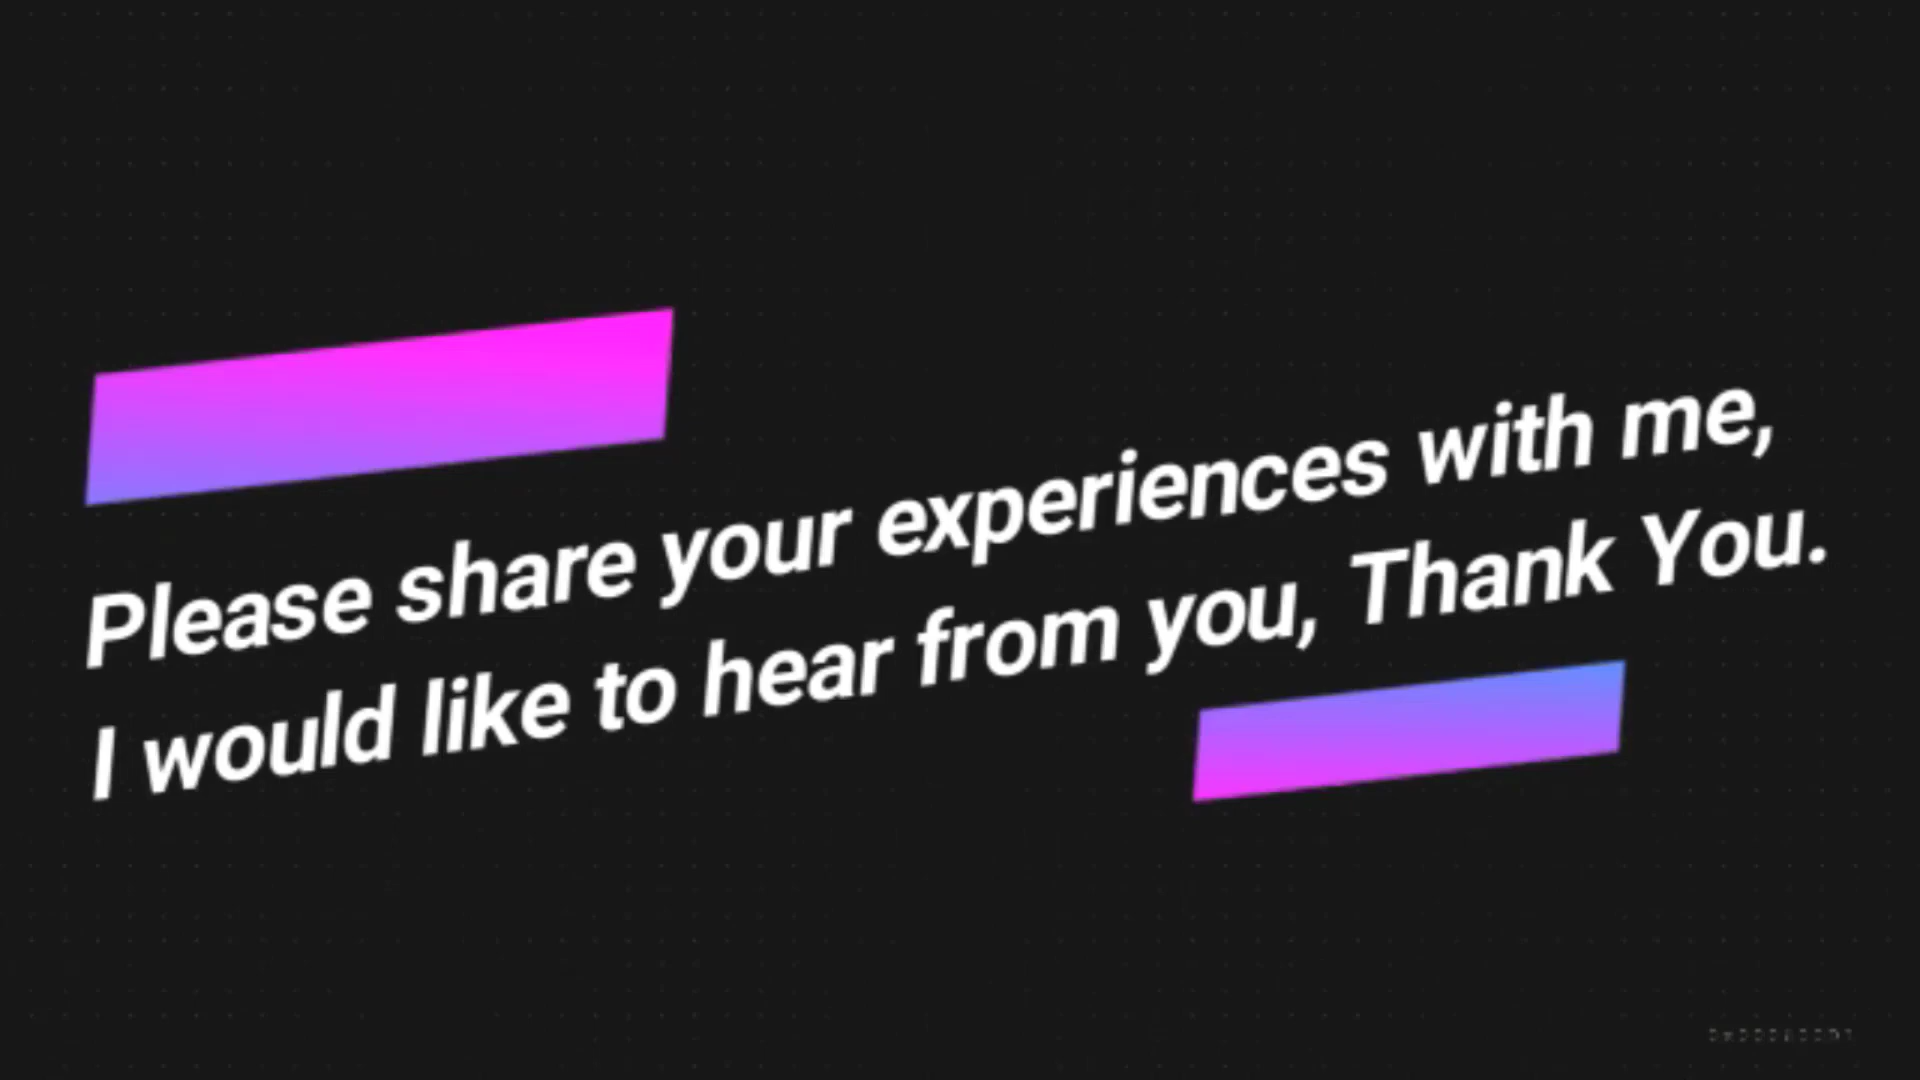 Please share your experiences with me,
I would like to hear from you, Thank You.